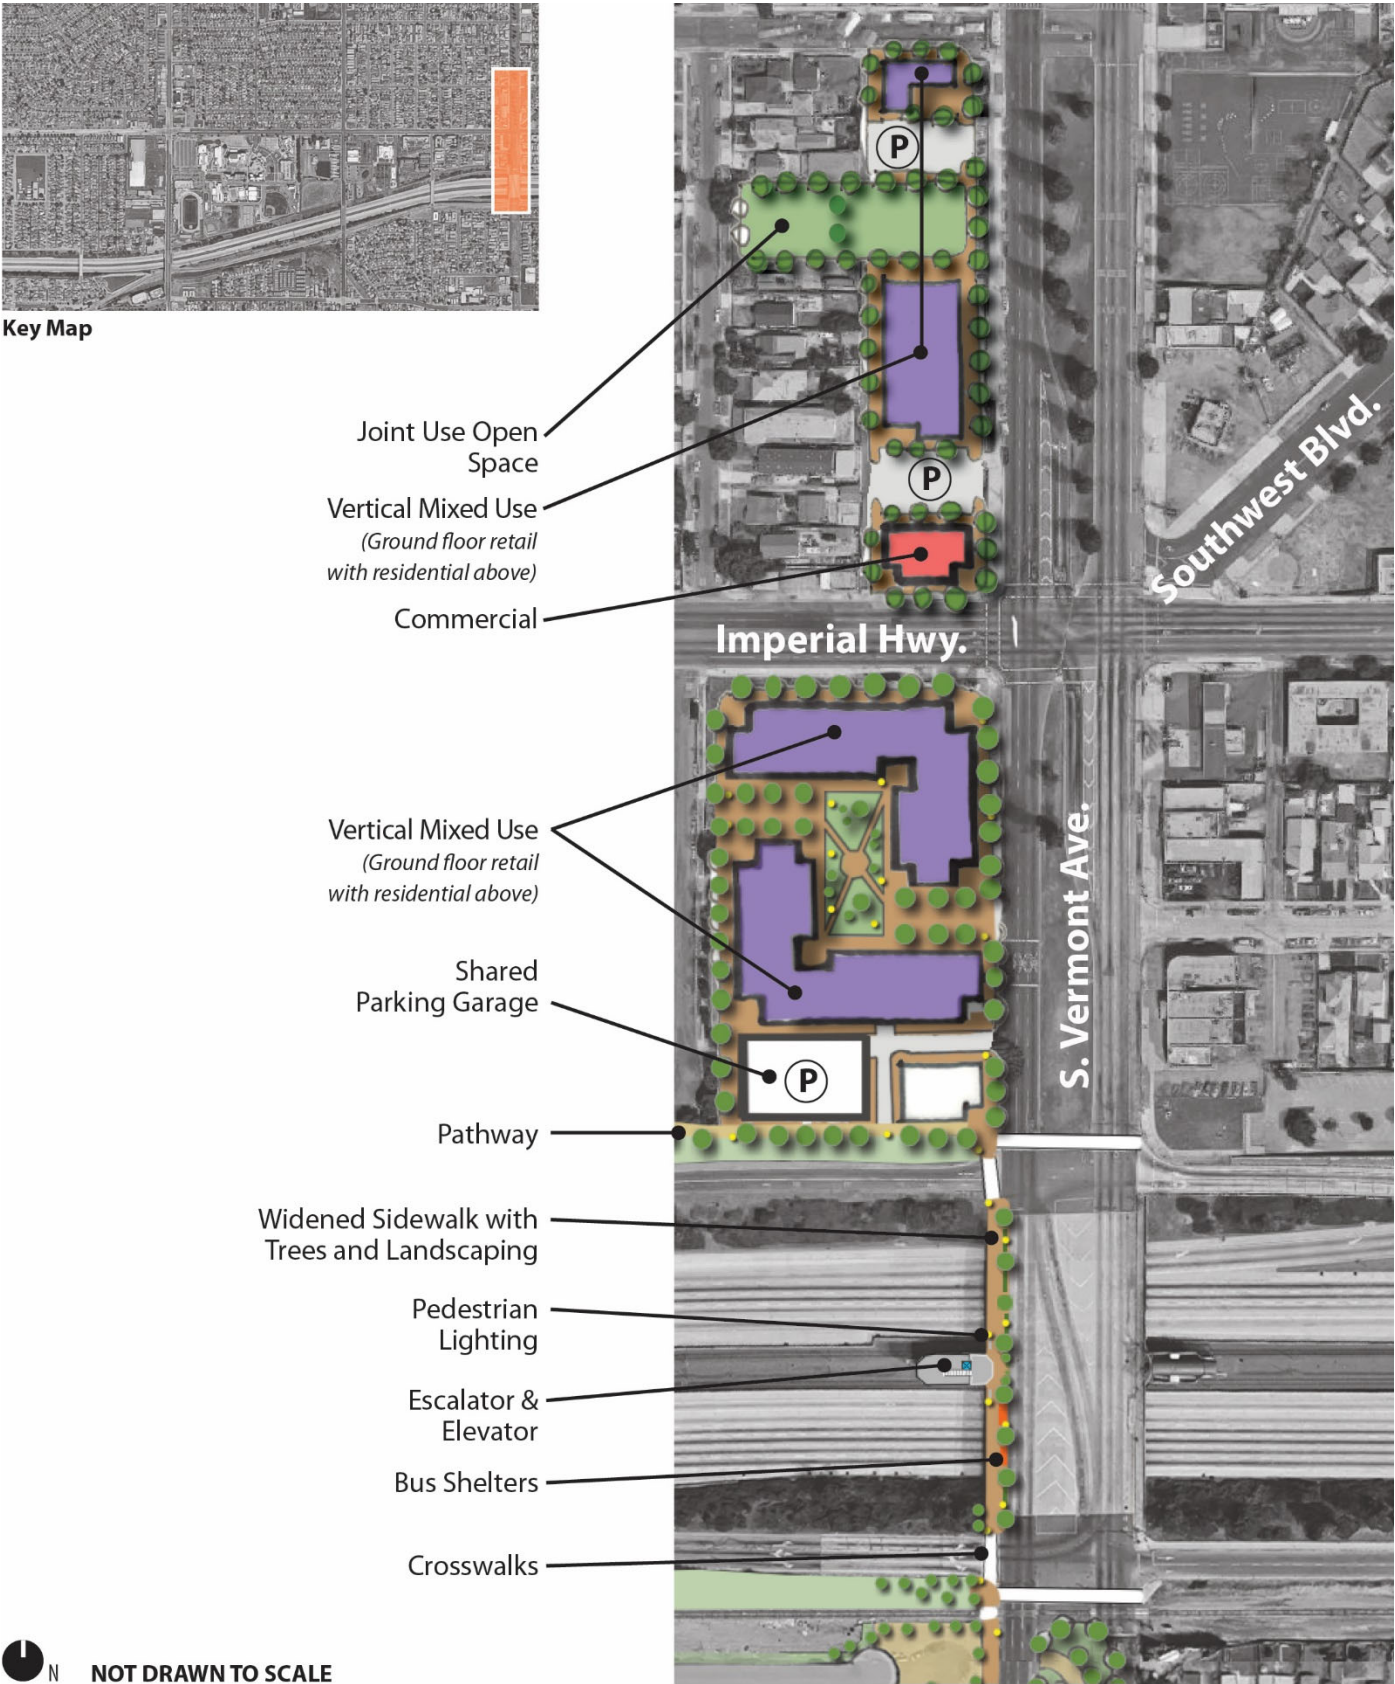 Key Map
P
Joint Use Open
Space
P
Vertical Mixed Use
(Ground floor retail
with residential above)
Southwest Blvd.
Commercial
Imperial Hwy.
Vertical Mixed Use
(Ground floor retail
with residential above)
S. Vermont Ave.
Shared
Parking Garage
P
Pathway
Widened Sidewalk with
Trees and Landscaping
Pedestrian
Lighting
Escalator &
Elevator
Bus Shelters
Crosswalks
N
NOT DRAWN TO SCALE